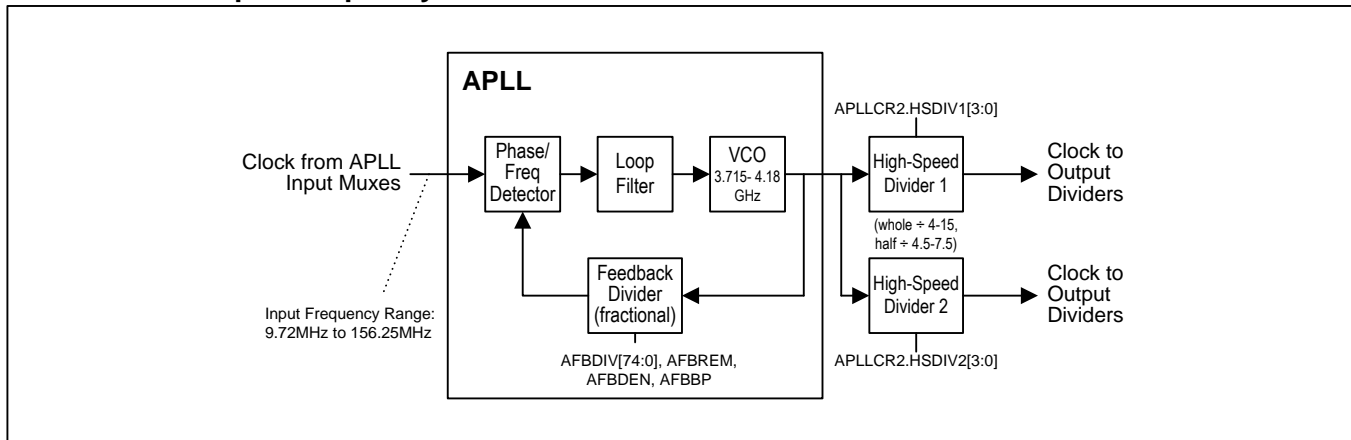 APLL
APLLCR2.HSDIV1[3:0]
Clock from APLL
Input Muxes
Phase/
Freq
Detector
Loop
Filter
VCO
3.715- 4.18
GHz
High-Speed
Divider 1
Clock to
Output
Dividers
(whole ÷ 4-15,
half ÷ 4.5-7.5)
Feedback
Divider
(fractional)
High-Speed
Divider 2
Clock to
Output
Dividers
Input Frequency Range:
9.72MHz to 156.25MHz
AFBDIV[74:0], AFBREM,
AFBDEN, AFBBP
APLLCR2.HSDIV2[3:0]